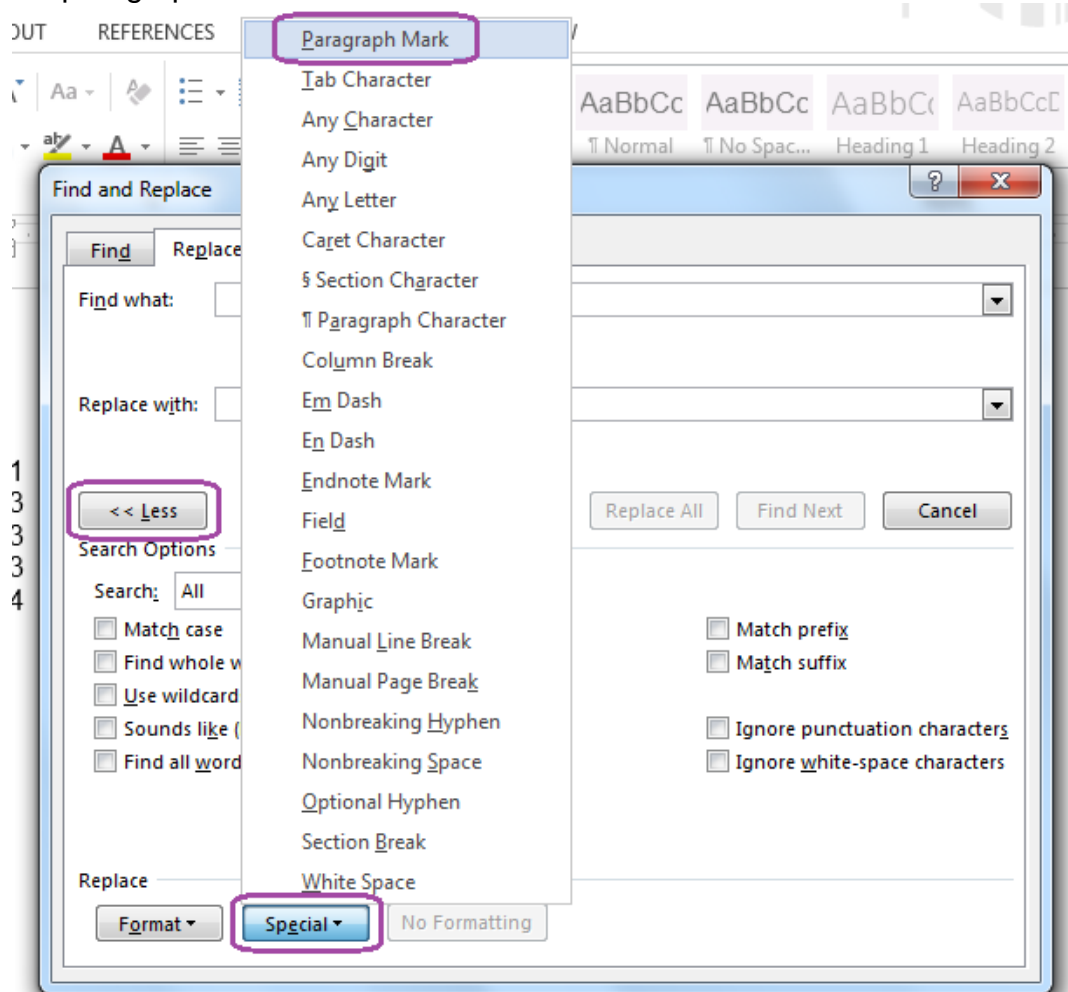 OUT REFERENCES
Aa
A
AaBbCc AaBbCc AaBbCc AaBbCcD
¶ Normal ¶ No Spac... Heading 1 Heading 2
Find and Replace
Find Replace
Find what:
Replace with:
<< Less Replace All Find Next Cancel
Search Options
Search: All
Match case
Find whole w
Use wildcard
Sounds like (
Find all word
Match prefix
Match suffix
Ignore punctuation characters
Ignore white-space characters
Replace
Format Special No Formatting
Paragraph Mark
Tab Character
Any Character
Any Digit
Any Letter
Caret Character
§ Section Character
¶ Paragraph Character
Column Break
Em Dash
En Dash
Endnote Mark
Field
Footnote Mark
Graphic
Manual Line Break
Manual Page Break
Nonbreaking Hyphen
Nonbreaking Space
Optional Hyphen
Section Break
White Space
1
3
3
3
4